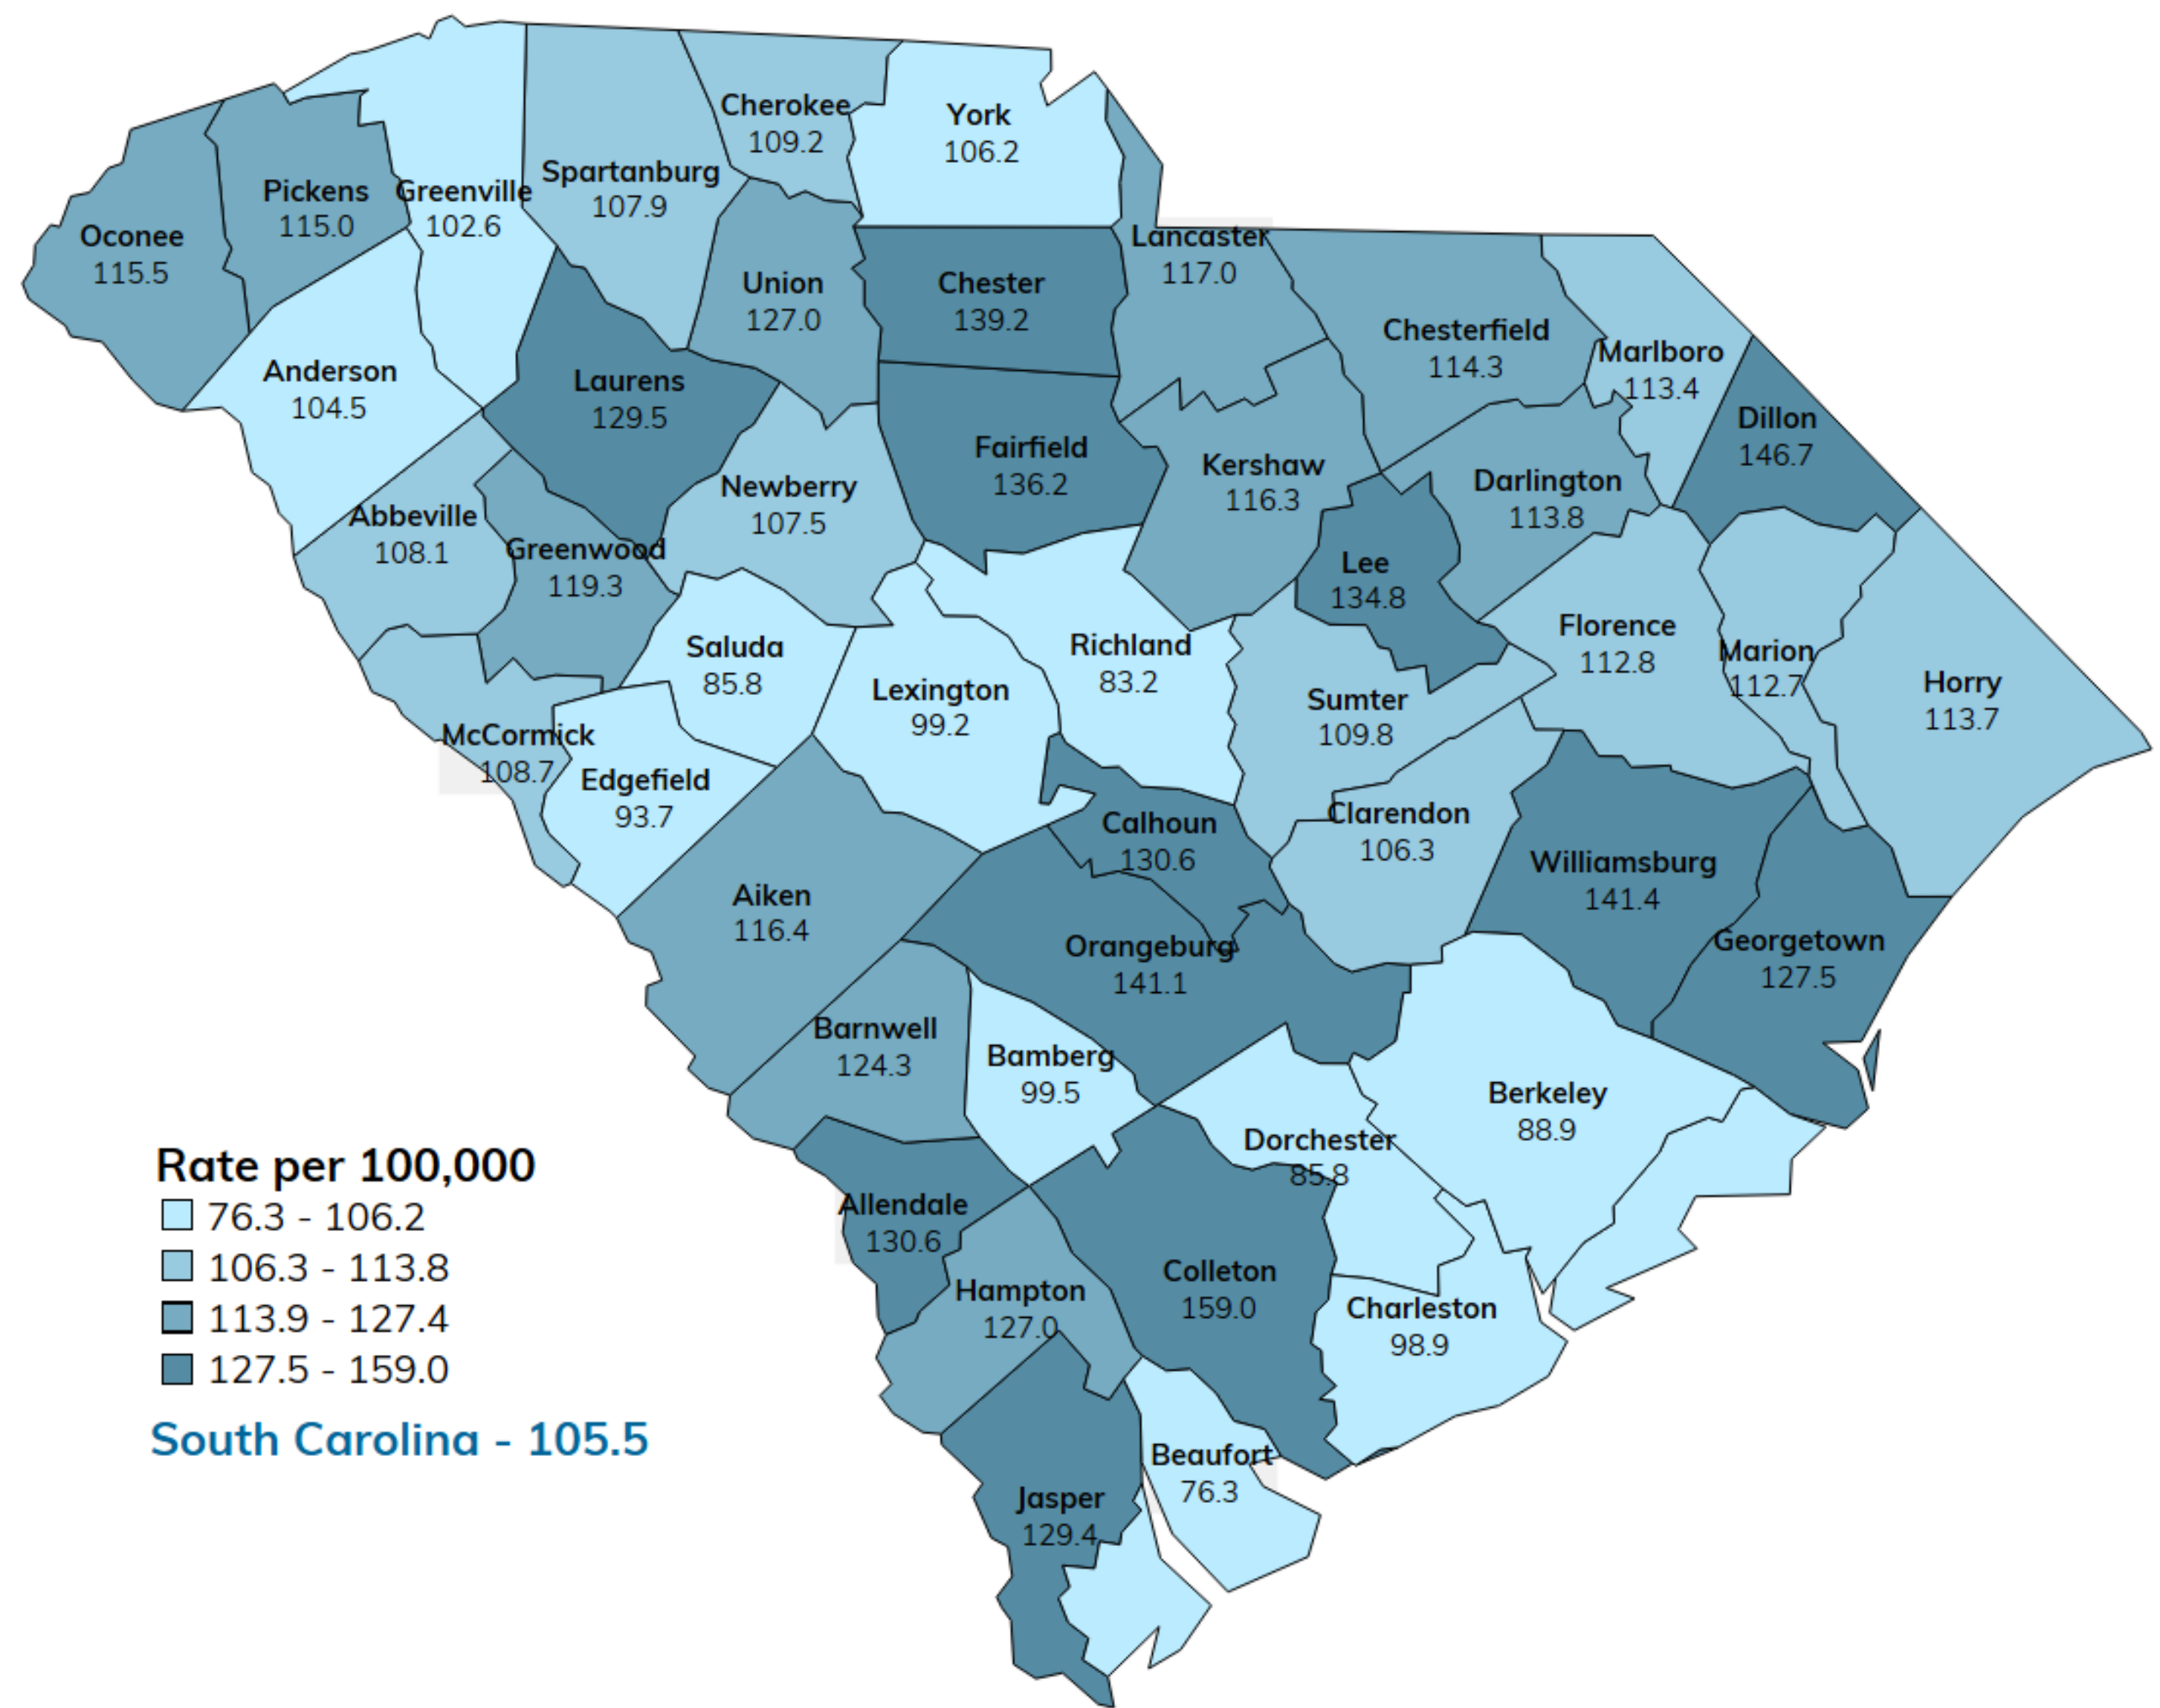 Cherokee
109.2
York
106.2
Spartanburg
107.9
Pickens
115.0
Greenville
102.6
Oconee
115.5
Lancaster
117.0
Union
127.0
Chester
139.2
Chesterfield
114.3
Marlboro
113.4
Anderson
104.5
Laurens
129.5
Dillon
146.7
Fairfield
136.2
Kershaw
116.3
Darlington
113.8
Newberry
107.5
Abbeville
108.1
Greenwood
119.3
Lee
134.8
Florence
112.8
Saluda
85.8
Richland
83.2
Marion
112.7
Lexington
99.2
Sumter
109.8
Horry
113.7
McCormick
108.7
Edgefield
93.7
Calhoun
130.6
Clarendon
106.3
Williamsburg
141.4
Aiken
116.4
Orangeburg
141.1
Georgetown
127.5
Barnwell
124.3
Bamberg
99.5
Berkeley
88.9
Dorchester
85.8
Allendale
130.6
Hampton
127.0
Colleton
159.0
Charleston
98.9
Beaufort
76.3
Jasper
129.4
Rate per 100,000
76.3 - 106.2
106.3 - 113.8
113.9 - 127.4
127.5 - 159.0
South Carolina - 105.5